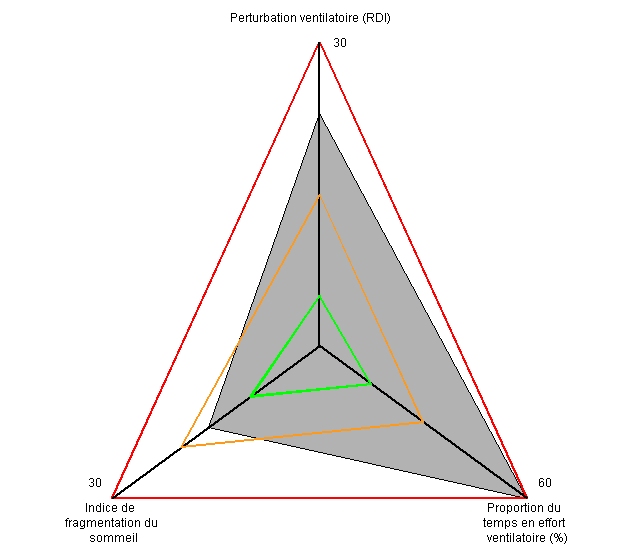 Perturbation ventilatoire (RDI)
30
30
60
Indice de
fragmentation du
sommeil
Proportion du
temps en effort
ventilatoire (%)